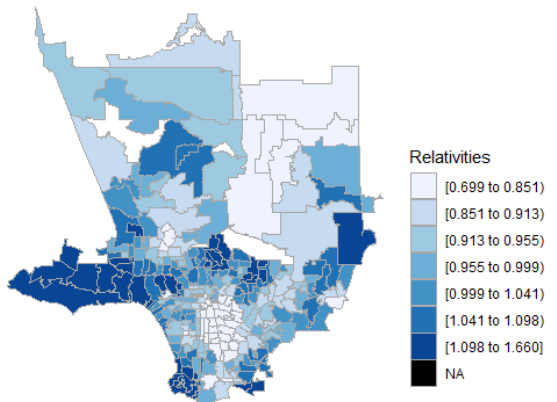 Relativities
[0.699 to 0.851)
[0.851 to 0.913)
[0.913 to 0.955)
[0.955 to 0.999)
[0.999 to 1.041)
[1.041 to 1.098)
[1.098 to 1.660]
NA